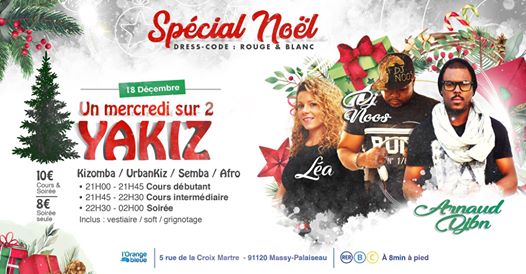 Spécial Noël
DRESS-CODE : ROUGE & BLANC
18 Décembre
Un mercredi sur 2
YAKIZ
10€
Cours &
Soirée
8€
Soirée
seule
Kizomba / UrbanKiz / Semba / Afro
• 21H00 - 21H45 Cours débutant
• 21H45 - 22H30 Cours intermédiaire
• 22H30 - 02H00 Soirée
Inclus : vestiaire / soft / grignotage
Léa
DJ NOOS
Dj
Noos
Arnaud
Djbn
l'Orange
bleue
5 rue de la Croix Martre - 91120 Massy-Palaiseau
RER B C À 8min à pied